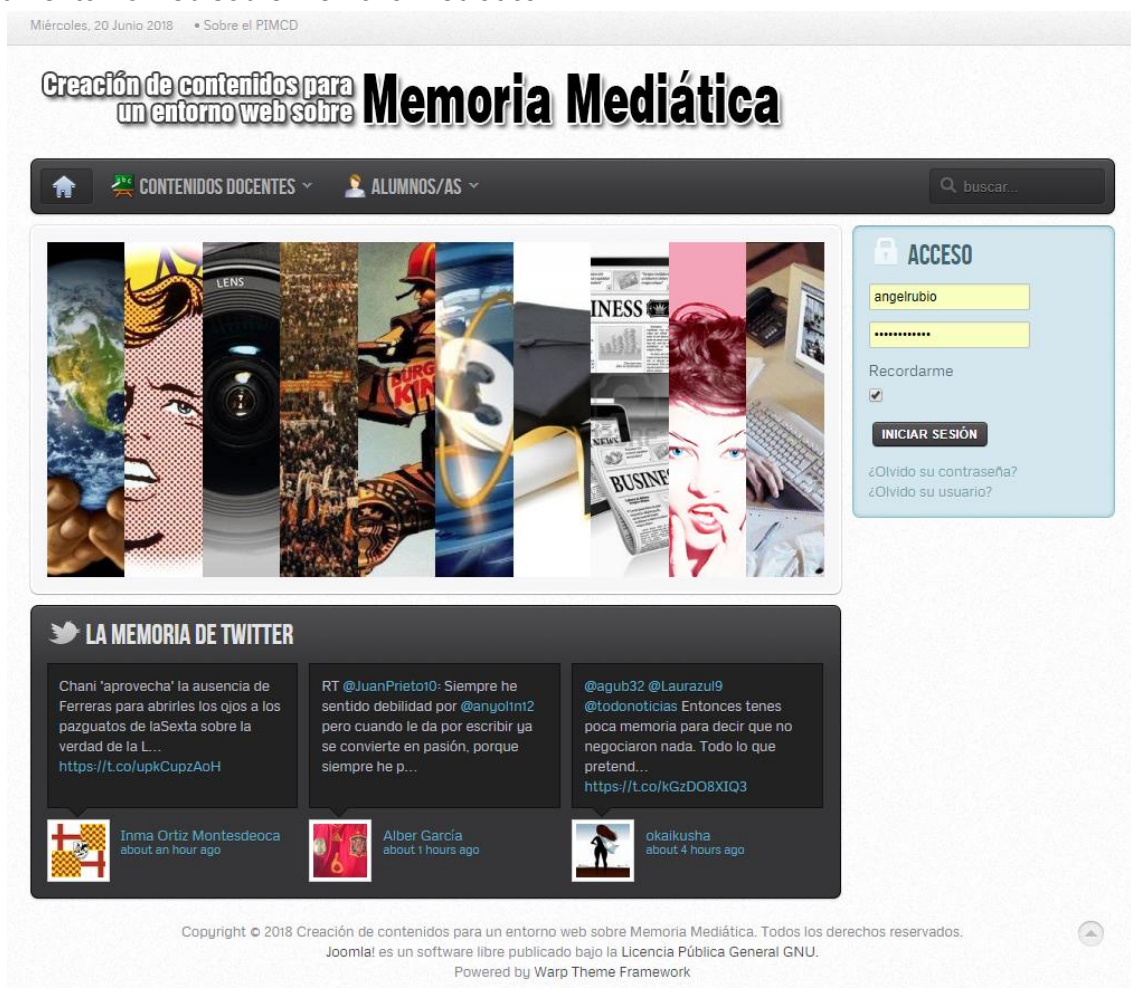 Miércoles, 20 Junio 2018 • Sobre el PIMCD
Creación de contenidos para
un entorno web sobre Memoria Mediática
CONTENIDOS DOCENTES ALUMNOS/AS buscar...
LENS
BURGER
KING
INESS
NEWS
BUSINE
ACCESO
angelrubio
••••••••••••
Recordarme
INICIAR SESIÓN
¿Olvido su contraseña?
¿Olvido su usuario?
LA MEMORIA DE TWITTER
Chani 'aprovecha' la ausencia de
Ferreras para abrirles los ojos a los
pazguatos de laSexta sobre la
verdad de la L...
https://t.co/upkCupzAoH
Inma Ortiz Montesdeoca
about an hour ago
RT @JuanPrieto10: Siempre he
sentido debilidad por @anyol1n12
pero cuando le da por escribir ya
se convierte en pasión, porque
siempre he p...
Alber García
about 1 hours ago
@agub32 @Laurazul9
@todonoticias Entonces tenes
poca memoria para decir que no
negociaron nada. Todo lo que
pretend...
https://t.co/kGzDO8XIQ3
okaikusha
about 4 hours ago
Copyright © 2018 Creación de contenidos para un entorno web sobre Memoria Mediática. Todos los derechos reservados.
Joomla! es un software libre publicado bajo la Licencia Pública General GNU.
Powered by Warp Theme Framework